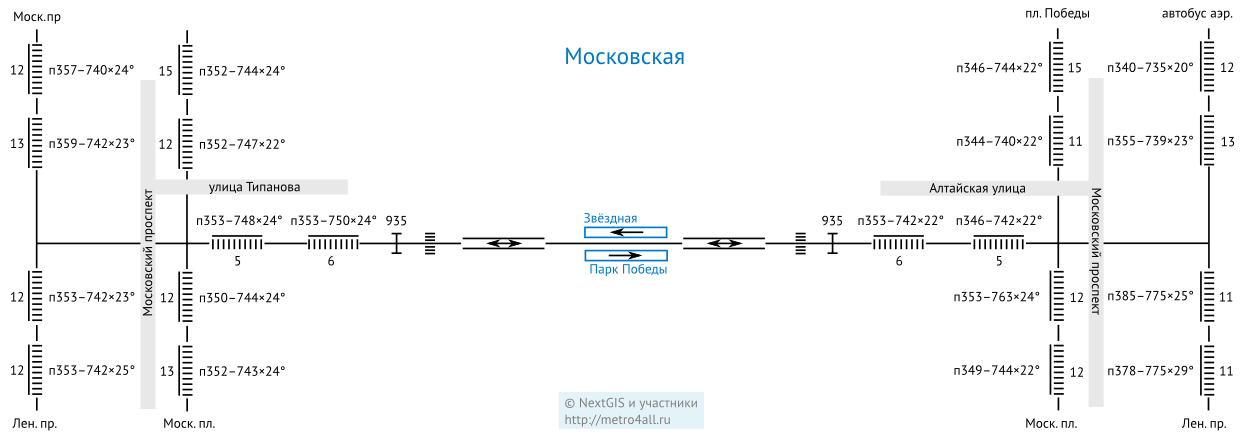 Моск.пр
пл. Победы
автобус аэр.
Московская
12 п357–740×24°
15 п352–744×24°
п346–744×22° 15
п340–735×20° 12
13 п359–742×23°
12 п352–747×22°
п344–740×22° 11
п355–739×23° 13
улица Типанова
Алтайская улица
Московский проспект
Московский проспект
п353–748×24°
п353–750×24°
935
Звёздная
935
п353–742×22°
п346–742×22°
5
6
Парк Победы
6
5
12 п353–742×23°
12 п350–744×24°
п353–763×24° 12
п385–775×25° 11
12 п353–742×25°
13 п352–743×24°
п349–744×22° 12
п378–775×29° 11
© NextGIS и участники
http://metro4all.ru
Лен. пр.
Моск. пл.
Моск. пл.
Лен. пр.